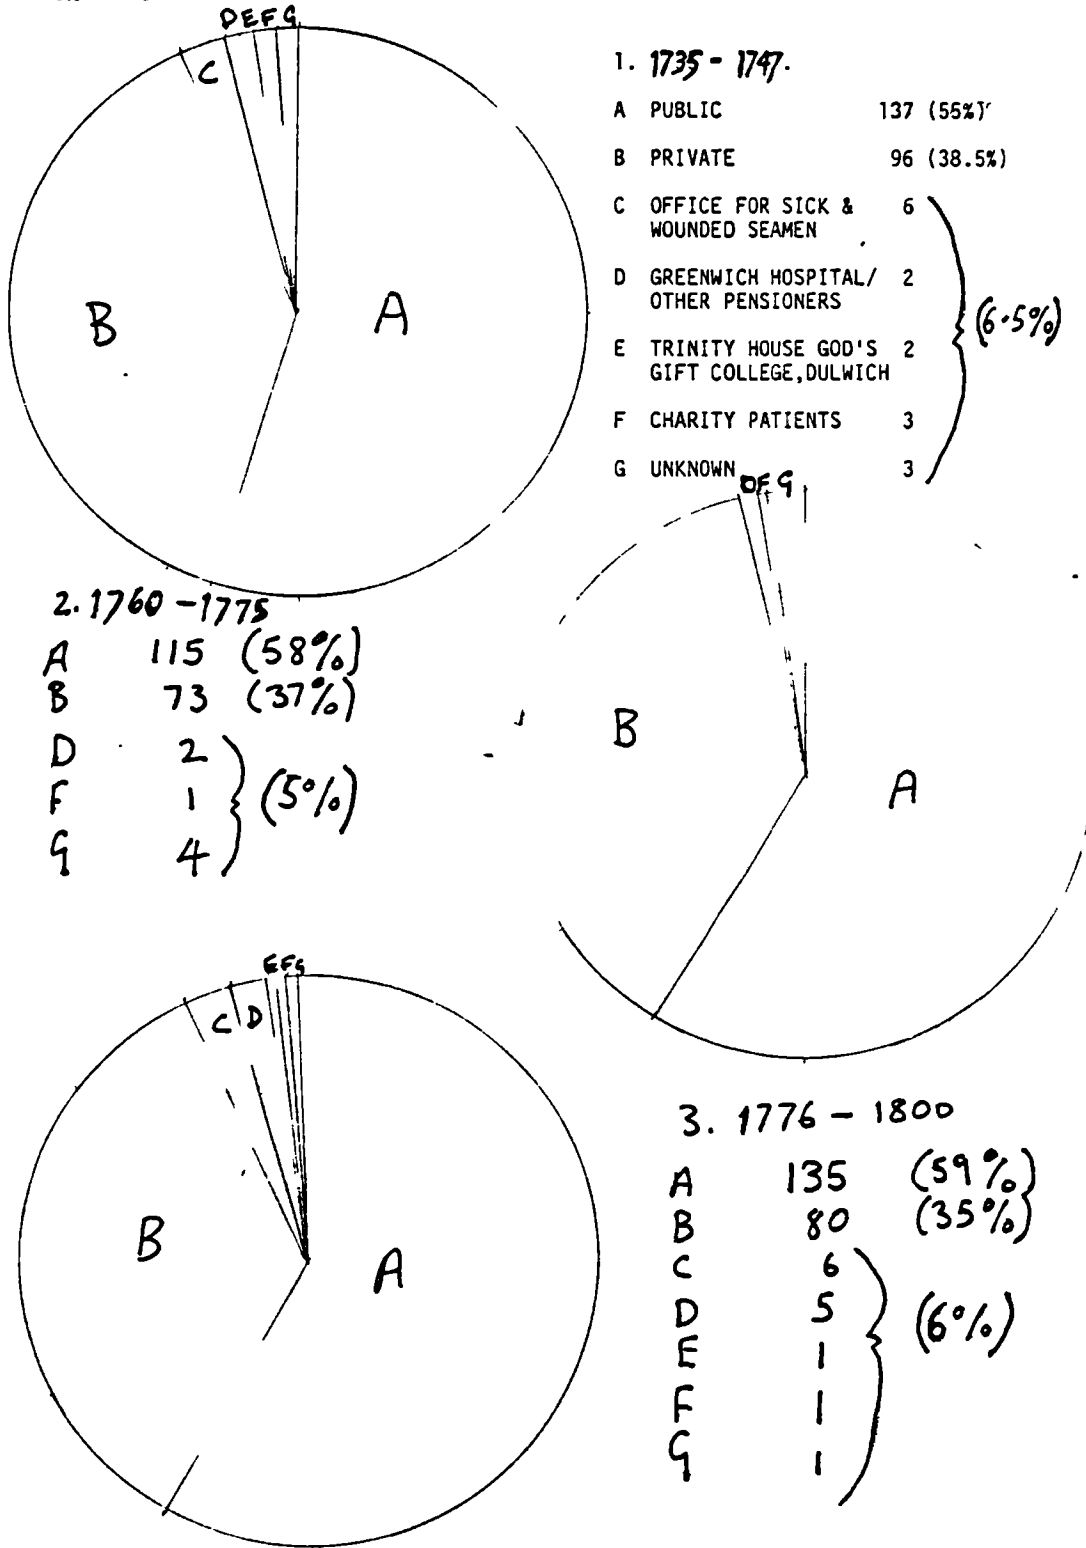 D E F G
C
B
A
1. 1735 - 1747.
A PUBLIC 137 (55%)
B PRIVATE 96 (38.5%)
C OFFICE FOR SICK & 6
WOUNDED SEAMEN
D GREENWICH HOSPITAL/ 2
OTHER PENSIONERS
E TRINITY HOUSE GOD'S 2
GIFT COLLEGE,DULWICH
F CHARITY PATIENTS 3
G UNKNOWN 3
(6.5%)
D F G
B
A
2. 1760 - 1775
A 115 (58%)
B 73 (37%)
D 2
F 1
G 4
(5%)
E F G
C D
B
A
3. 1776 - 1800
A 135 (59%)
B 80 (35%)
C 6
D 5
E 1
F 1
G 1
(6%)